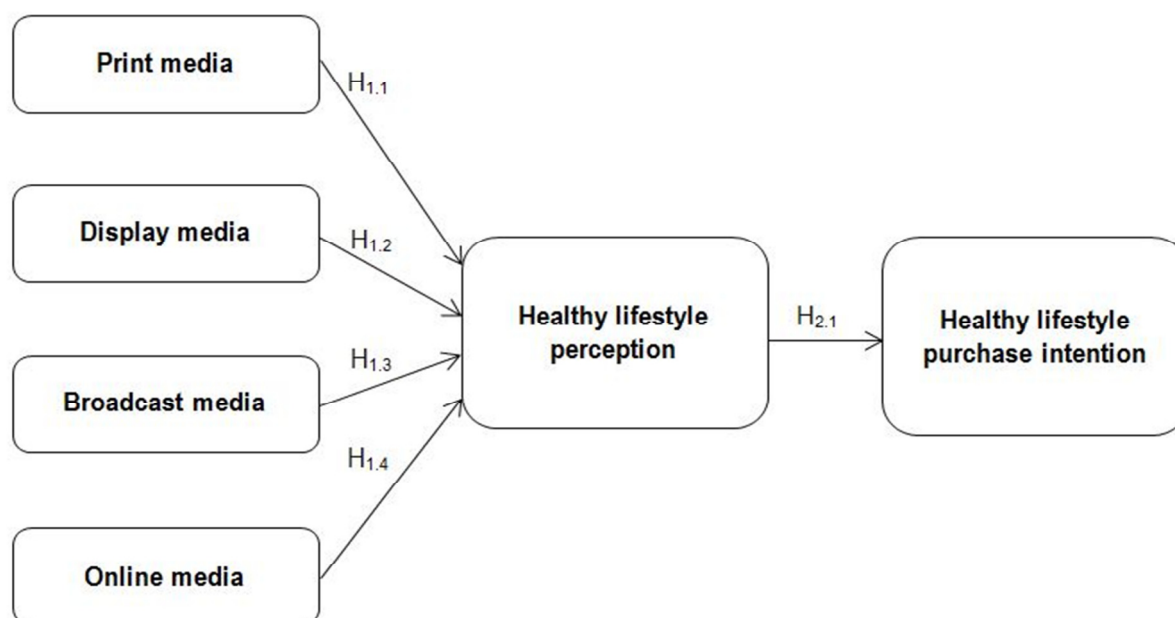 Print media
H1.1
Display media
H1.2
Healthy lifestyle
perception
H2.1
Healthy lifestyle
purchase intention
Broadcast media
H1.3
H1.4
Online media